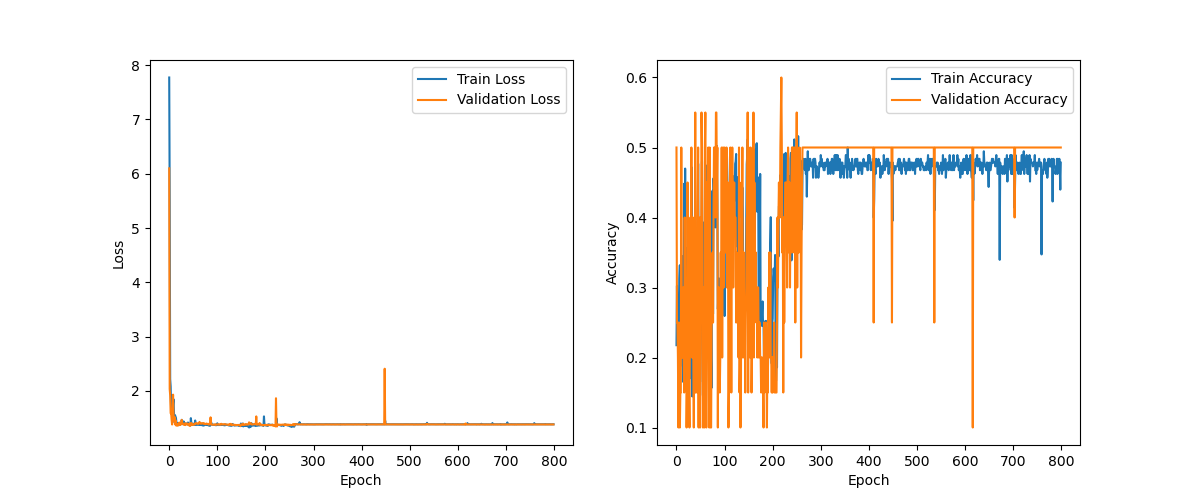 8
7
6
5
4
3
2
Loss
0 100 200 300 400 500 600 700 800
Epoch
Train Loss
Validation Loss
0.6
0.5
0.4
0.3
0.2
0.1
Accuracy
0 100 200 300 400 500 600 700 800
Epoch
Train Accuracy
Validation Accuracy